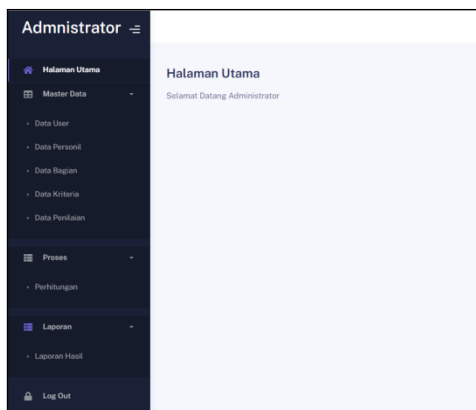 Admnistrator
Halaman Utama
Master Data
Data User
Data Personil
Data Bagian
Data Kriteria
Data Penilaian
Proses
Perhitungan
Laporan
Laporan Hasil
Log Out
Halaman Utama
Selamat Datang Administrator